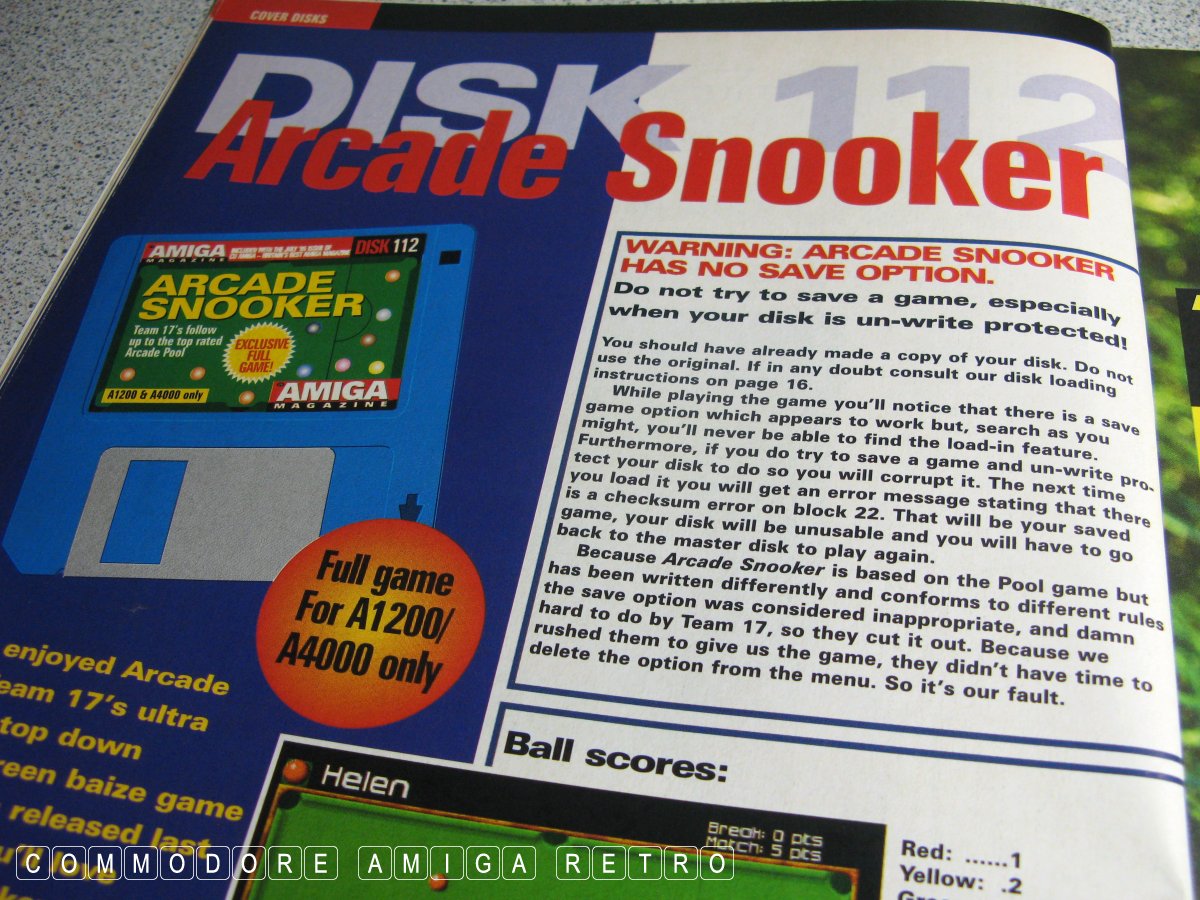 COVER DISKS
DISK 112
Arcade Snooker
AMIGA
MAGAZINE
INCLUDED WITH THE JULY '95 ISSUE OF
CU AMIGA – BRITAIN'S BEST AMIGA MAGAZINE
DISK 112
ARCADE
SNOOKER
Team 17's follow
up to the top rated
Arcade Pool
EXCLUSIVE
FULL
GAME!
A1200 & A4000 only
AMIGA
MAGAZINE
Full game
For A1200/
A4000 only
WARNING: ARCADE SNOOKER
HAS NO SAVE OPTION.
Do not try to save a game, especially
when your disk is un-write protected!
You should have already made a copy of your disk. Do not
use the original. If in any doubt consult our disk loading
instructions on page 16.
While playing the game you'll notice that there is a save
game option which appears to work but, search as you
might, you'll never be able to find the load-in feature.
Furthermore, if you do try to save a game and un-write pro-
tect your disk to do so you will corrupt it. The next time
you load it you will get an error message stating that there
is a checksum error on block 22. That will be your saved
game, your disk will be unusable and you will have to go
back to the master disk to play again.
Because Arcade Snooker is based on the Pool game but
has been written differently and conforms to different rules
the save option was considered inappropriate, and damn
hard to do by Team 17, so they cut it out. Because we
rushed them to give us the game, they didn't have time to
delete the option from the menu. So it's our fault.
enjoyed Arcade
eam 17's ultra
top down
reen baize game
released last
Ball scores:
Helen
Break: 0 pts
Match: 5 pts
Red: ......1
Yellow: .2
COMMODORE AMIGA RETRO